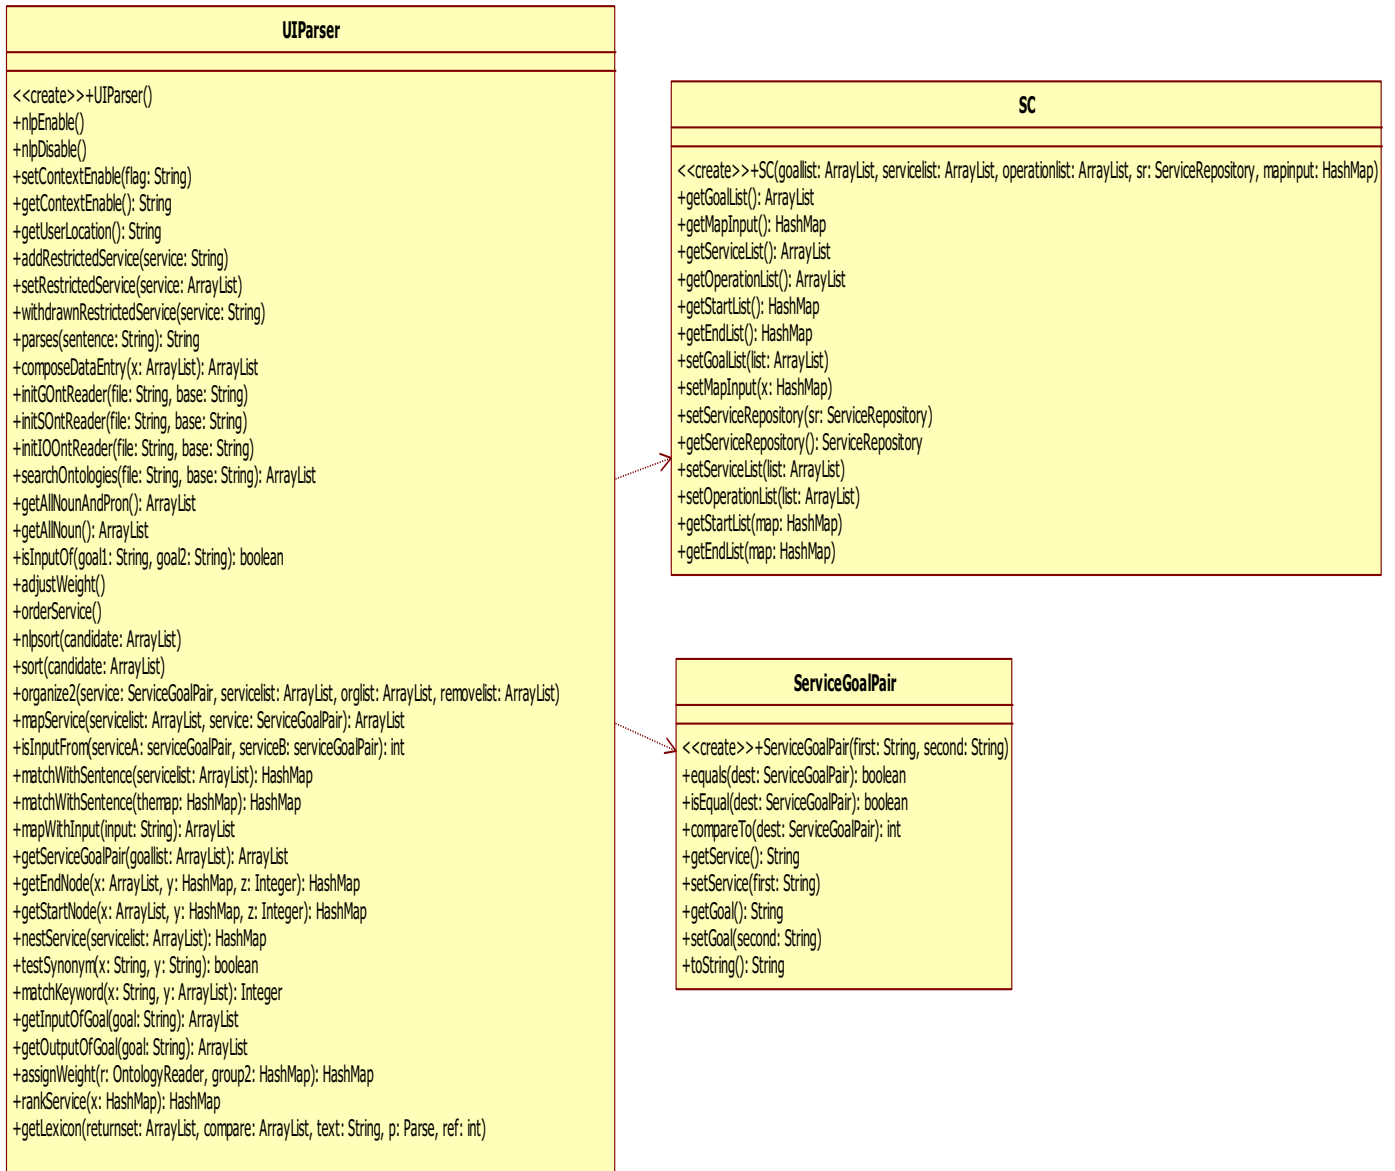 UIParser
<<create>>+UIParser()
+nlpEnable()
+nlpDisable()
+setContextEnable(flag: String)
+getContextEnable(): String
+getUserLocation(): String
+addRestrictedService(service: String)
+setRestrictedService(service: ArrayList)
+withdrawnRestrictedService(service: String)
+parses(sentence: String): String
+composeDataEntry(x: ArrayList): ArrayList
+initGOntReader(file: String, base: String)
+initSOntReader(file: String, base: String)
+initIOOntReader(file: String, base: String)
+searchOntologies(file: String, base: String): ArrayList
+getAllNounAndPron(): ArrayList
+getAllNoun(): ArrayList
+isInputOf(goal1: String, goal2: String): boolean
+adjustWeight()
+orderService()
+nlpsort(candidate: ArrayList)
+sort(candidate: ArrayList)
+organize2(service: ServiceGoalPair, servicelist: ArrayList, orglist: ArrayList, removelist: ArrayList)
+mapService(servicelist: ArrayList, service: ServiceGoalPair): ArrayList
+isInputFrom(serviceA: serviceGoalPair, serviceB: serviceGoalPair): int
+matchWithSentence(servicelist: ArrayList): HashMap
+matchWithSentence(themap: HashMap): HashMap
+mapWithInput(input: String): ArrayList
+getServiceGoalPair(goallist: ArrayList): ArrayList
+getEndNode(x: ArrayList, y: HashMap, z: Integer): HashMap
+getStartNode(x: ArrayList, y: HashMap, z: Integer): HashMap
+nestService(servicelist: ArrayList): HashMap
+testSynonym(x: String, y: String): boolean
+matchKeyword(x: String, y: ArrayList): Integer
+getInputOfGoal(goal: String): ArrayList
+getOutputOfGoal(goal: String): ArrayList
+assignWeight(r: OntologyReader, group2: HashMap): HashMap
+rankService(x: HashMap): HashMap
+getLexicon(returnset: ArrayList, compare: ArrayList, text: String, p: Parse, ref: int)
SC
<<create>>+SC(goallist: ArrayList, servicelist: ArrayList, operationlist: ArrayList, sr: ServiceRepository, mapinput: HashMap)
+getGoalList(): ArrayList
+getMapInput(): HashMap
+getServiceList(): ArrayList
+getOperationList(): ArrayList
+getStartList(): HashMap
+getEndList(): HashMap
+setGoalList(list: ArrayList)
+setMapInput(x: HashMap)
+setServiceRepository(sr: ServiceRepository)
+getServiceRepository(): ServiceRepository
+setServiceList(list: ArrayList)
+setOperationList(list: ArrayList)
+getStartList(map: HashMap)
+getEndList(map: HashMap)
ServiceGoalPair
<<create>>+ServiceGoalPair(first: String, second: String)
+equals(dest: ServiceGoalPair): boolean
+isEqual(dest: ServiceGoalPair): boolean
+compareTo(dest: ServiceGoalPair): int
+getService(): String
+setService(first: String)
+getGoal(): String
+setGoal(second: String)
+toString(): String